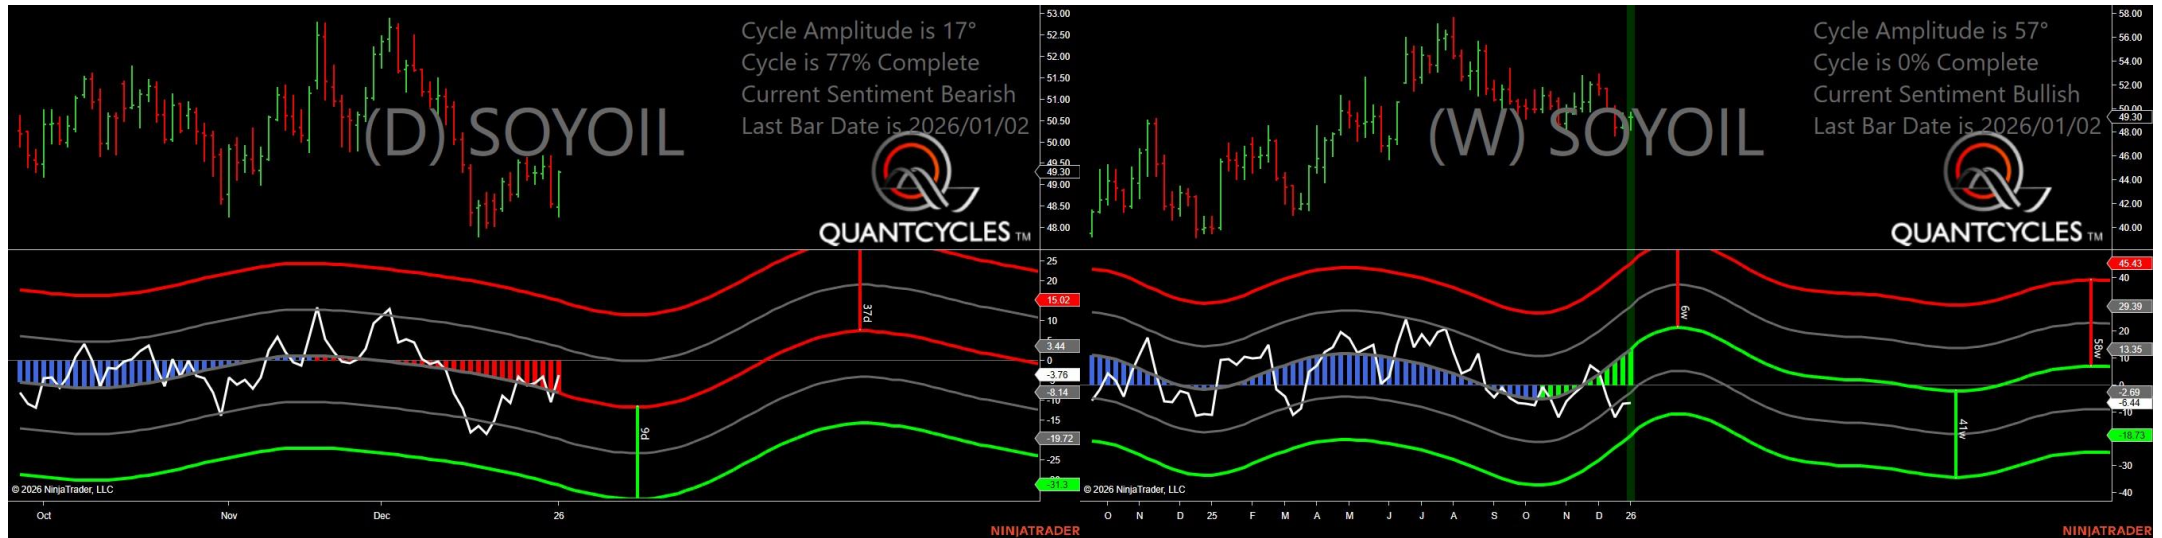 Cycle Amplitude is 17°
Cycle is 77% Complete
Current Sentiment Bearish
Last Bar Date is 2026/01/02
(D) SOYOIL
QUANTCYCLES TM
53.00
52.50
52.00
51.50
51.00
50.50
50.00
49.50
49.30
49.00
48.50
48.00
25
20
15.02
10
5
3.44
0
-3.76
-8.14
-10
-15
-19.72
-25
-31.3
37d
9d
© 2026 NinjaTrader, LLC
Oct Nov Dec 26
NINJATRADER
Cycle Amplitude is 57°
Cycle is 0% Complete
Current Sentiment Bullish
Last Bar Date is 2026/01/02
(W) SOYOIL
QUANTCYCLES TM
58.00
56.00
54.00
52.00
50.00
49.30
48.00
46.00
44.00
42.00
40.00
45.43
40
29.39
20
13.35
10
-2.69
-6.44
-10
-18.73
-30
-40
6w
41w
58w
© 2026 NinjaTrader, LLC
O N D 25 F M A M J J A S O N D 26
NINJATRADER